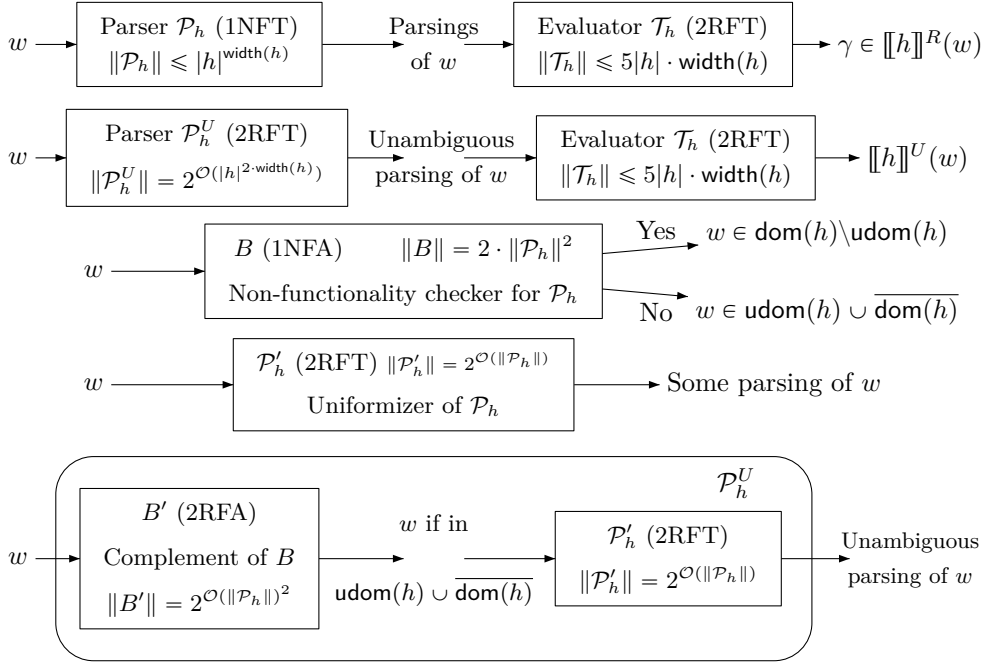 w
Parser 𝒫_h (1NFT)
‖𝒫_h‖ ⩽ |h|^{width(h)}
Parsings
of w
Evaluator 𝒯_h (2RFT)
‖𝒯_h‖ ⩽ 5|h| · width(h)
γ ∈ ⟦h⟧^R(w)
w
Parser 𝒫_h^U (2RFT)
‖𝒫_h^U‖ = 2^{𝒪(|h|^{2·width(h)})}
Unambiguous
parsing of w
Evaluator 𝒯_h (2RFT)
‖𝒯_h‖ ⩽ 5|h| · width(h)
⟦h⟧^U(w)
w
B (1NFA) ‖B‖ = 2 · ‖𝒫_h‖^2
Non-functionality checker for 𝒫_h
Yes
w ∈ dom(h)\udom(h)
No
w ∈ udom(h) ∪ \overline{dom(h)}
w
𝒫'_h (2RFT) ‖𝒫'_h‖ = 2^{𝒪(‖𝒫_h‖)}
Uniformizer of 𝒫_h
Some parsing of w
𝒫_h^U
w
B′ (2RFA)
Complement of B
‖B′‖ = 2^{𝒪(‖𝒫_h‖)^2}
w if in
udom(h) ∪ \overline{dom(h)}
𝒫'_h (2RFT)
‖𝒫'_h‖ = 2^{𝒪(‖𝒫_h‖)}
Unambiguous
parsing of w